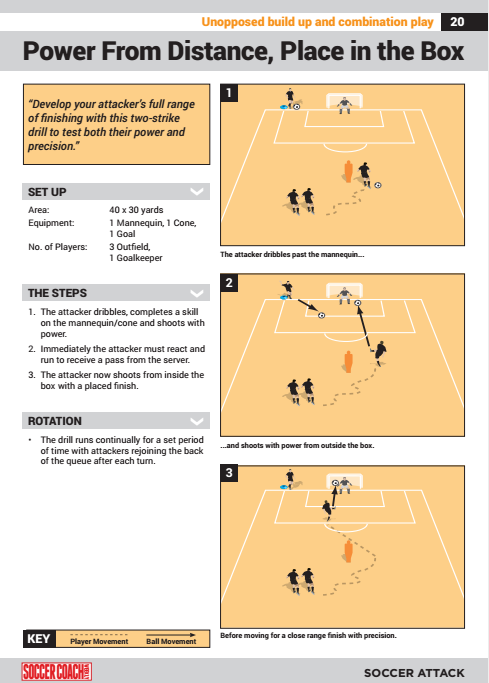 Unopposed build up and combination play 20
Power From Distance, Place in the Box
“Develop your attacker’s full range
of finishing with this two-strike
drill to test both their power and
precision.”
SET UP
Area: 40 x 30 yards
Equipment: 1 Mannequin, 1 Cone,
1 Goal
No. of Players: 3 Outfield,
1 Goalkeeper
THE STEPS
1. The attacker dribbles, completes a skill
on the mannequin/cone and shoots with
power.
2. Immediately the attacker must react and
run to receive a pass from the server.
3. The attacker now shoots from inside the
box with a placed finish.
ROTATION
• The drill runs continually for a set period
of time with attackers rejoining the back
of the queue after each turn.
1
The attacker dribbles past the mannequin...
2
...and shoots with power from outside the box.
3
Before moving for a close range finish with precision.
KEY Player Movement Ball Movement
SOCCER COACH
SOCCER ATTACK